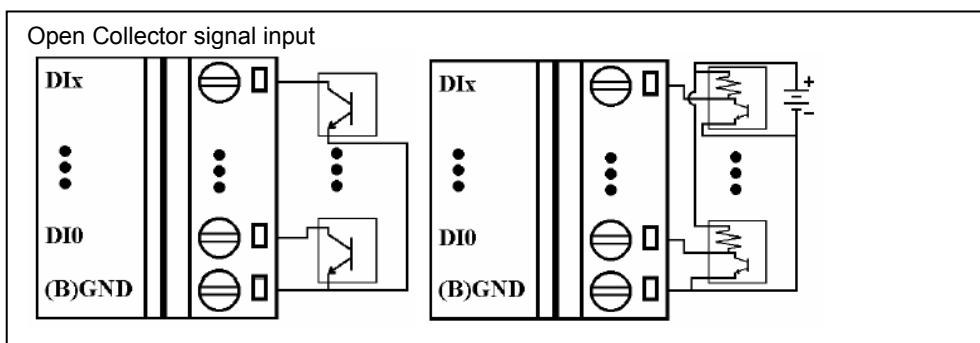 Open Collector signal input
DIx
DI0
(B)GND
DIx
+
-
DI0
(B)GND